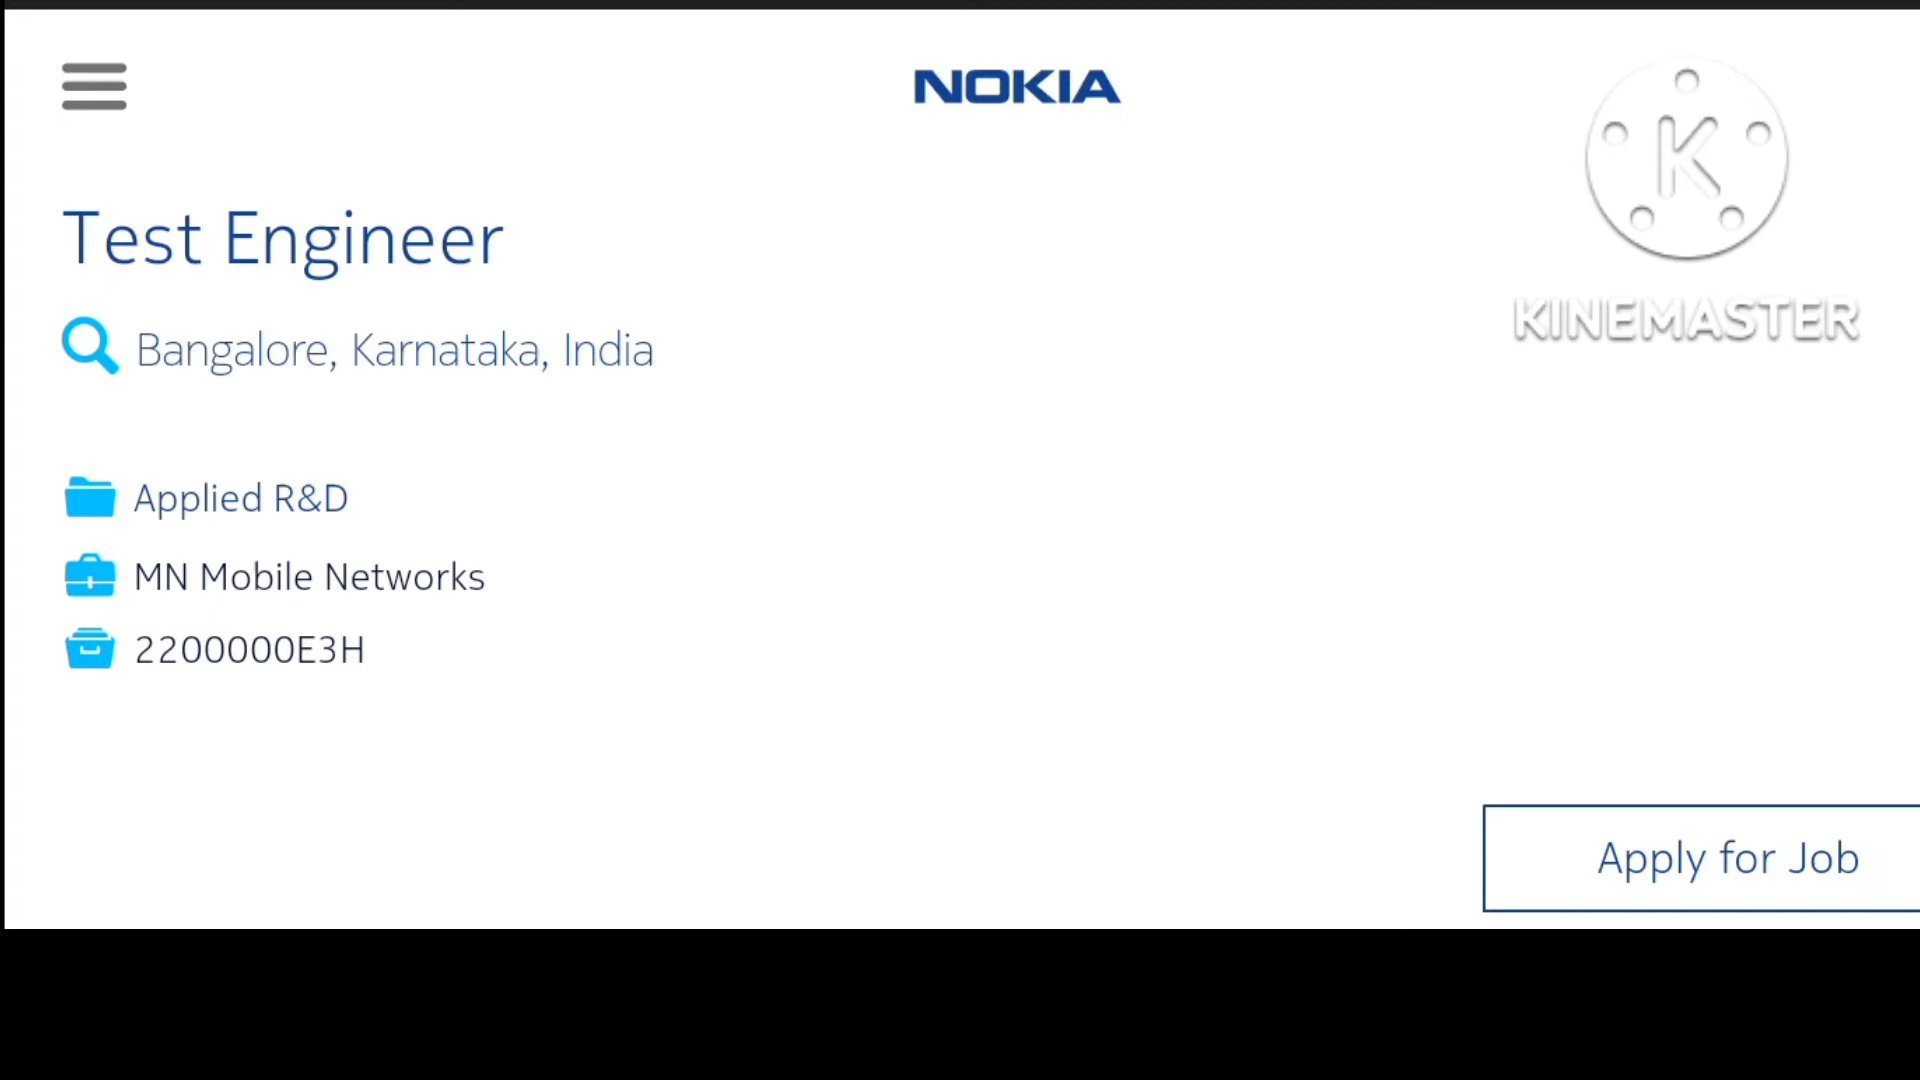 NOKIA
K
KINEMASTER
Test Engineer
Bangalore, Karnataka, India
Applied R&D
MN Mobile Networks
2200000E3H
Apply for Job